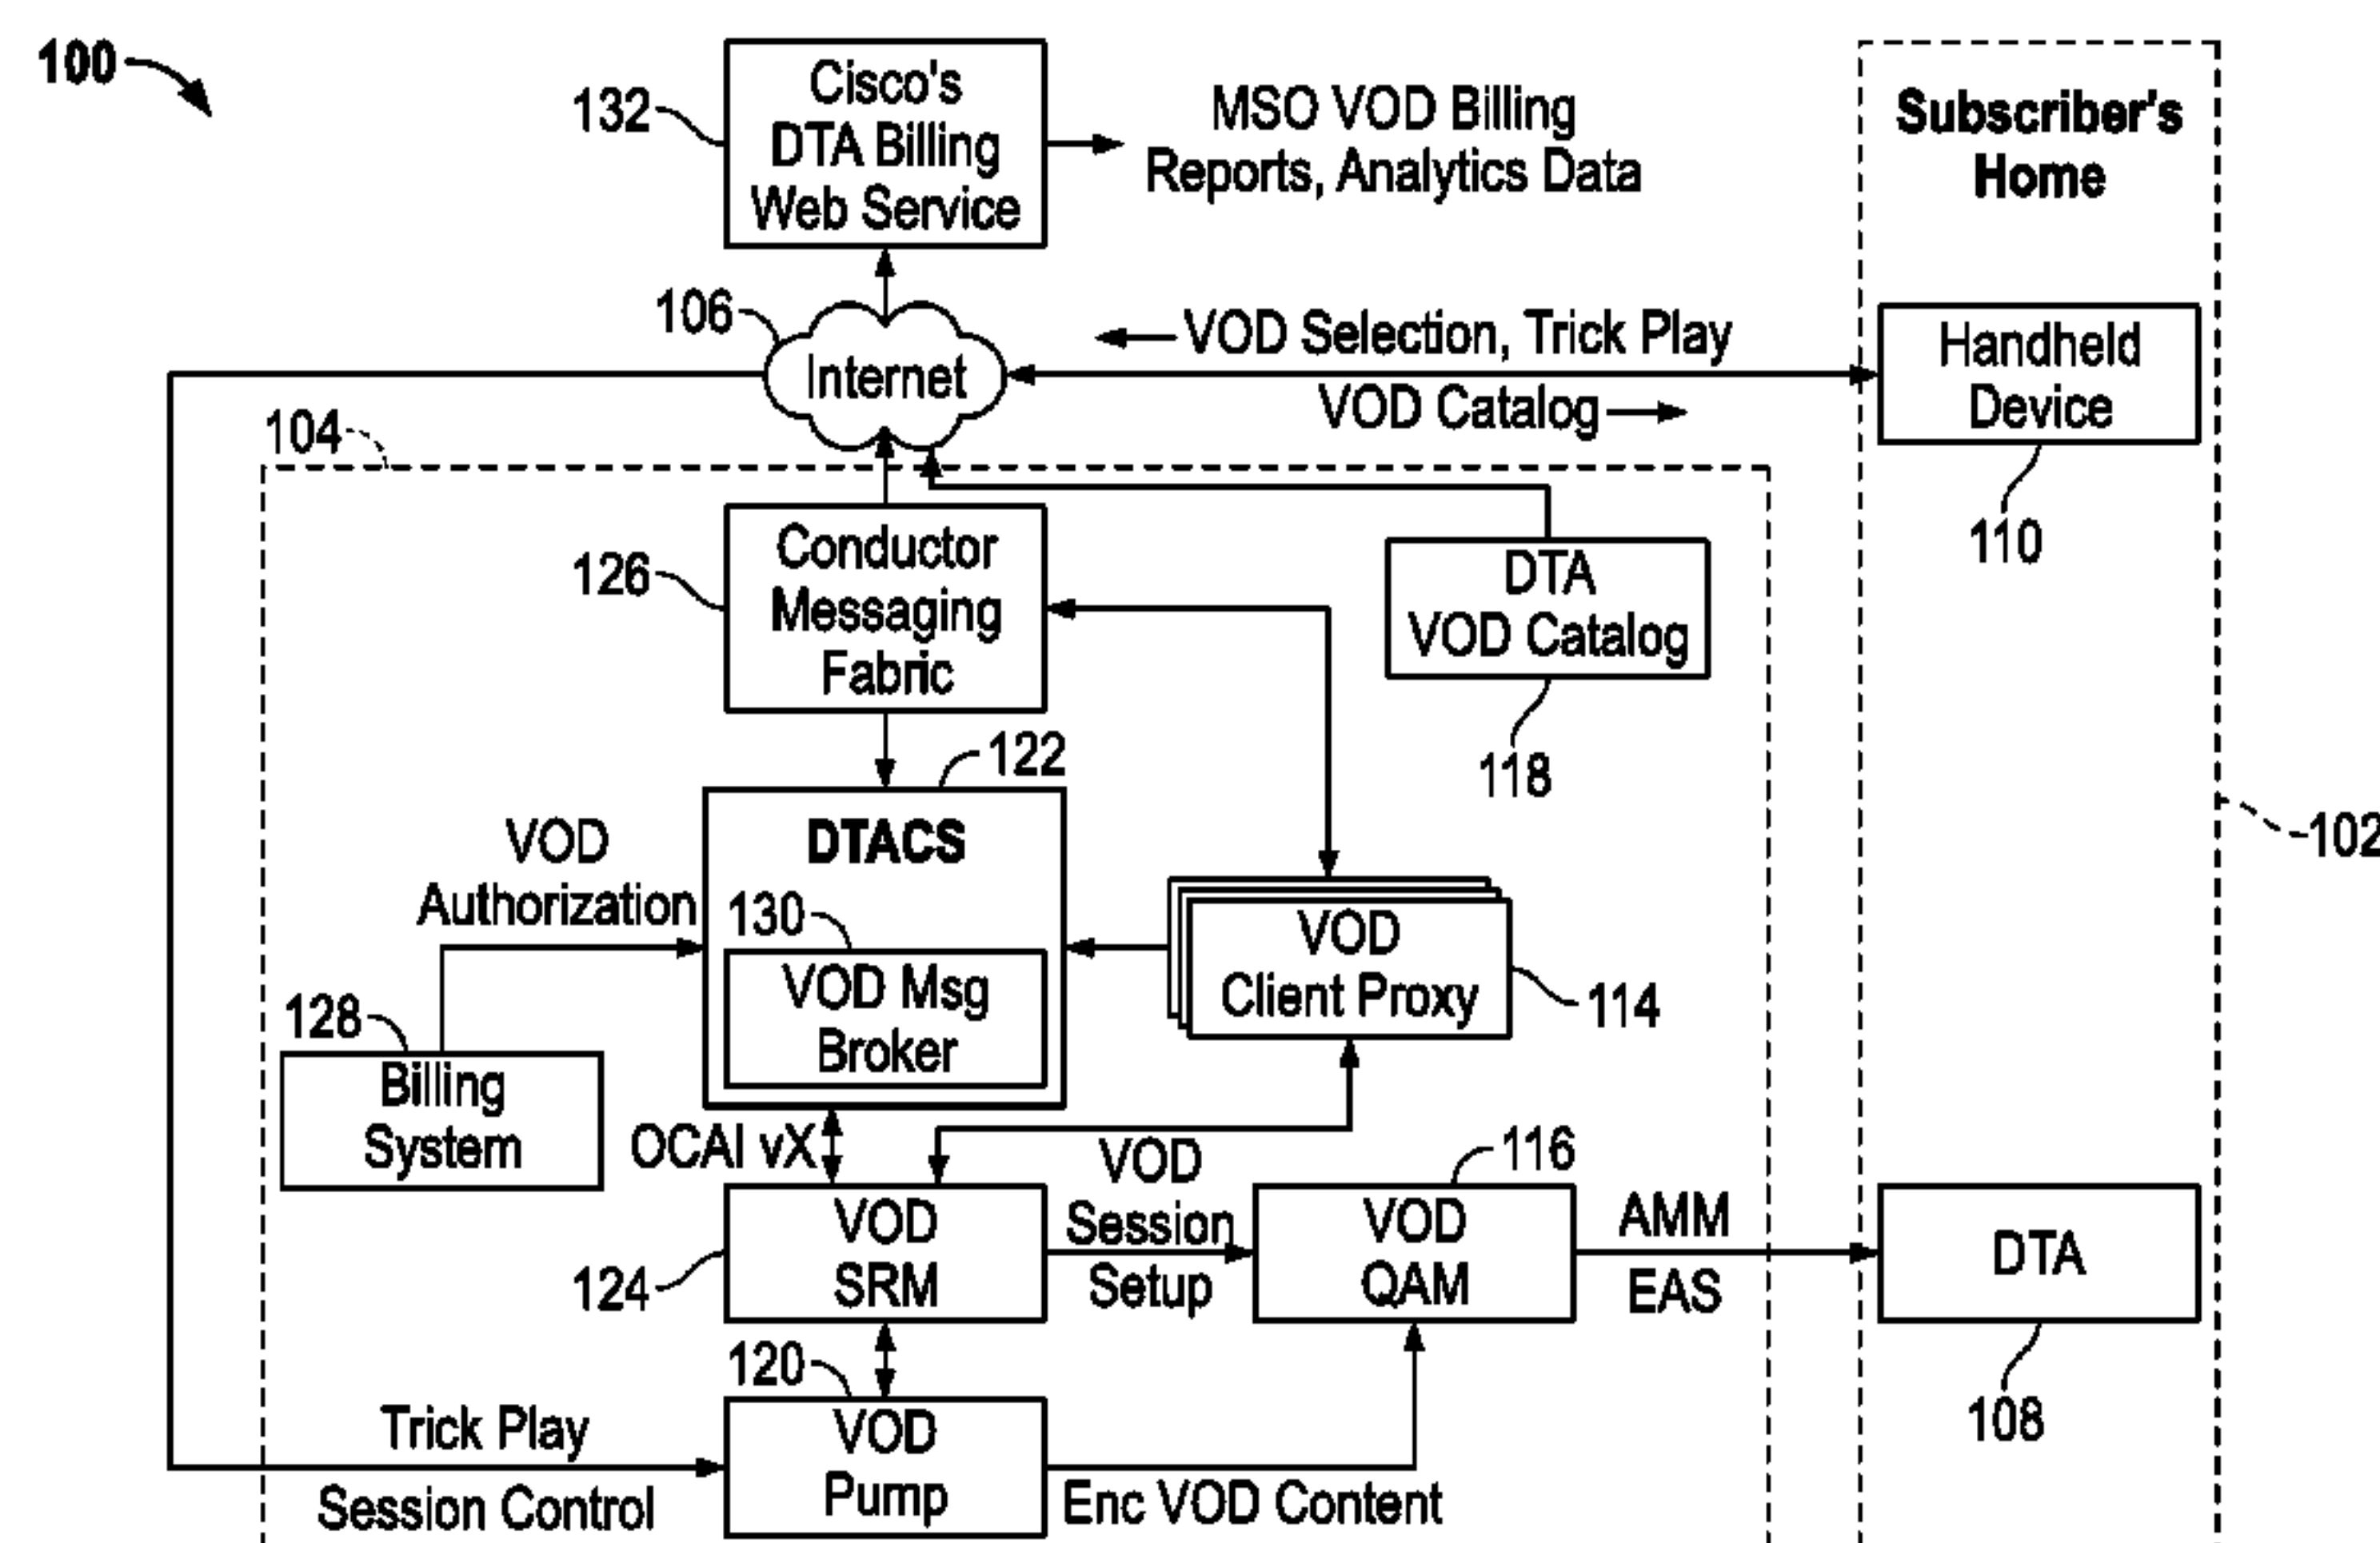 100
132
Cisco's
DTA Billing
Web Service
MSO VOD Billing
Reports, Analytics Data
Subscriber's
Home
106
Internet
VOD Selection, Trick Play
VOD Catalog
Handheld
Device
110
104
126
Conductor
Messaging
Fabric
DTA
VOD Catalog
118
122
102
DTACS
VOD
Authorization
130
VOD Msg
Broker
VOD
Client Proxy
114
128
Billing
System
OCAI vX
VOD
Session
Setup
116
124
VOD
SRM
VOD
QAM
AMM
EAS
DTA
108
120
VOD
Pump
Trick Play
Session Control
Enc VOD Content